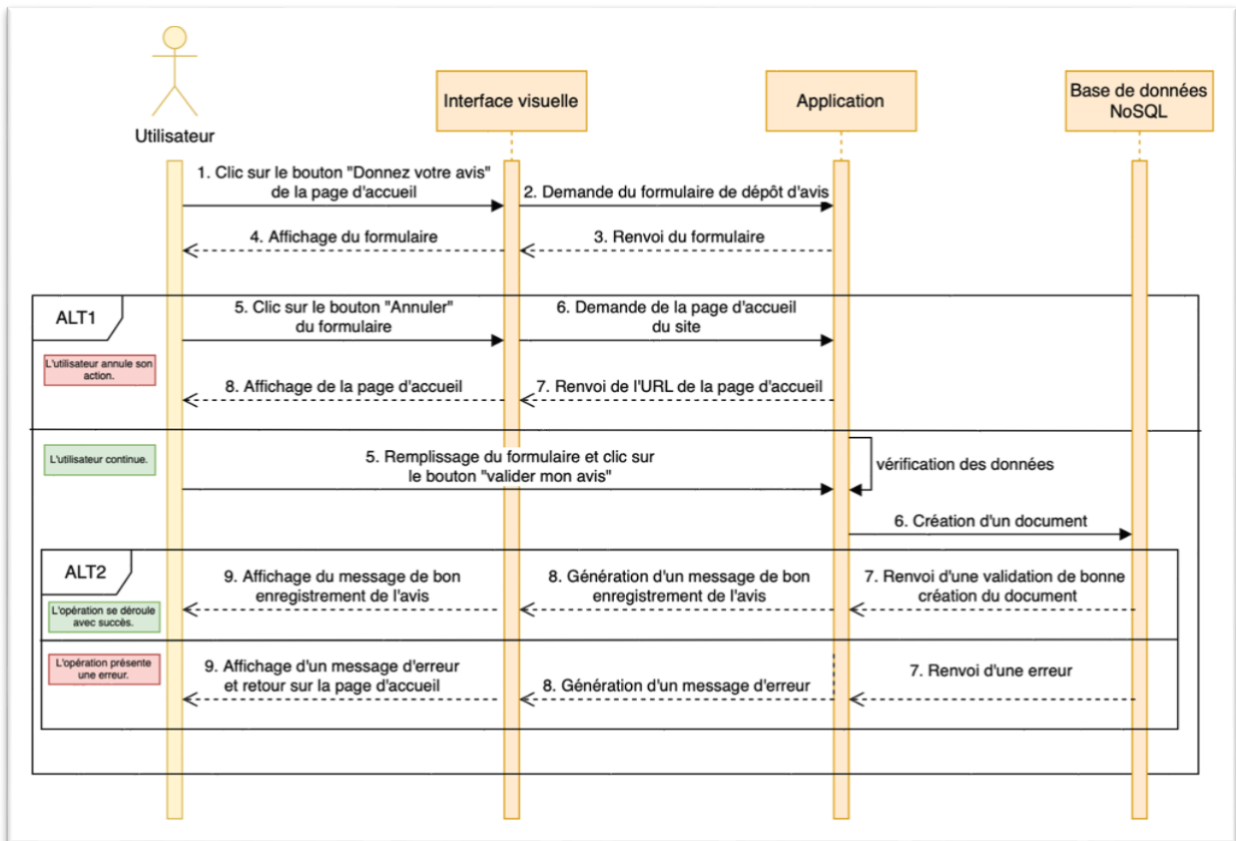 Utilisateur
Interface visuelle
Application
Base de données
NoSQL
1. Clic sur le bouton "Donnez votre avis"
de la page d'accueil
2. Demande du formulaire de dépôt d'avis
4. Affichage du formulaire
3. Renvoi du formulaire
ALT1
5. Clic sur le bouton "Annuler"
du formulaire
6. Demande de la page d'accueil
du site
L'utilisateur annule son
action.
8. Affichage de la page d'accueil
7. Renvoi de l'URL de la page d'accueil
L'utilisateur continue.
5. Remplissage du formulaire et clic sur
le bouton "valider mon avis"
vérification des données
6. Création d'un document
ALT2
9. Affichage du message de bon
enregistrement de l'avis
8. Génération d'un message de bon
enregistrement de l'avis
7. Renvoi d'une validation de bonne
création du document
L'opération se déroule
avec succès.
L'opération présente
une erreur.
9. Affichage d'un message d'erreur
et retour sur la page d'accueil
8. Génération d'un message d'erreur
7. Renvoi d'une erreur